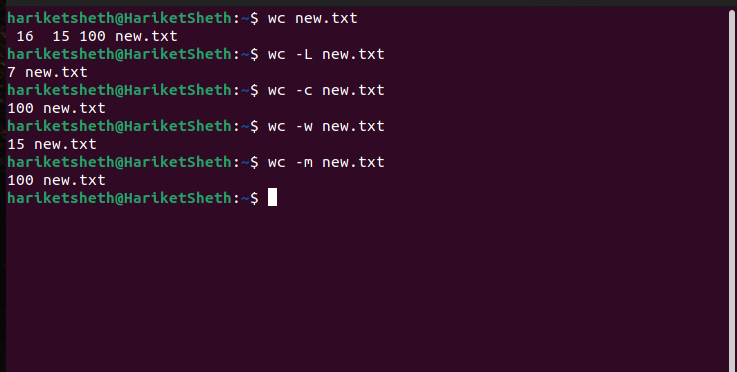 hariketsheth@HariketSheth:~$ wc new.txt
 16  15 100 new.txt
hariketsheth@HariketSheth:~$ wc -L new.txt
7 new.txt
hariketsheth@HariketSheth:~$ wc -c new.txt
100 new.txt
hariketsheth@HariketSheth:~$ wc -w new.txt
15 new.txt
hariketsheth@HariketSheth:~$ wc -m new.txt
100 new.txt
hariketsheth@HariketSheth:~$